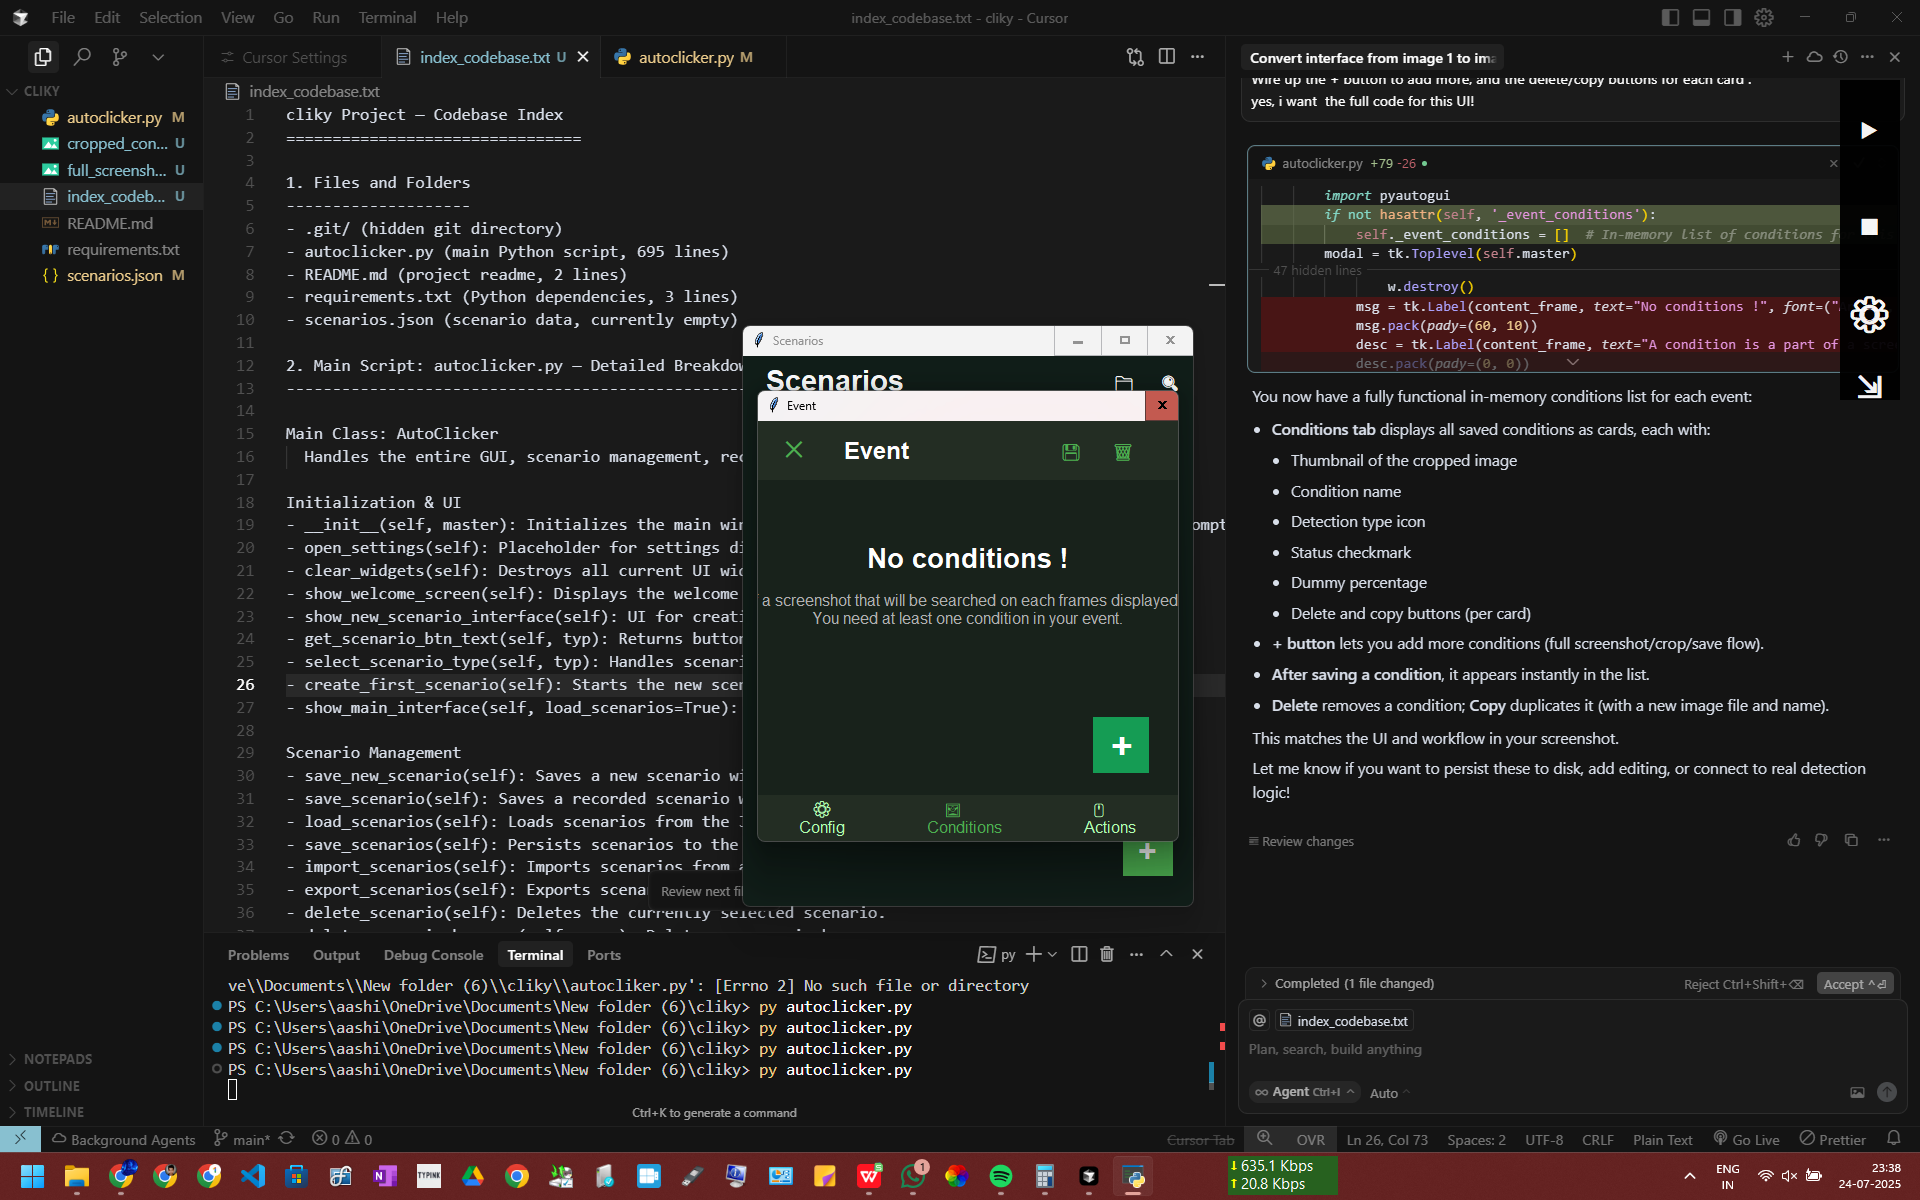 File Edit Selection View Go Run Terminal Help
index_codebase.txt - cliky - Cursor
CLIKY
autoclicker.py M
cropped_con... U
full_screensh... U
index_codeb... U
README.md
requirements.txt
scenarios.json M
NOTEPADS
OUTLINE
TIMELINE
Cursor Settings
index_codebase.txt U
autoclicker.py M
index_codebase.txt
1 cliky Project — Codebase Index
2 ================================
3
4 1. Files and Folders
5 --------------------
6 - .git/ (hidden git directory)
7 - autoclicker.py (main Python script, 695 lines)
8 - README.md (project readme, 2 lines)
9 - requirements.txt (Python dependencies, 3 lines)
10 - scenarios.json (scenario data, currently empty)
11
12 2. Main Script: autoclicker.py — Detailed Breakdow
13 --------------------------------------------------
14
15 Main Class: AutoClicker
16 Handles the entire GUI, scenario management, rec
17
18 Initialization & UI
19 - __init__(self, master): Initializes the main win
ompt
20 - open_settings(self): Placeholder for settings di
21 - clear_widgets(self): Destroys all current UI wid
22 - show_welcome_screen(self): Displays the welcome
23 - show_new_scenario_interface(self): UI for creati
24 - get_scenario_btn_text(self, typ): Returns button
25 - select_scenario_type(self, typ): Handles scenari
26 - create_first_scenario(self): Starts the new scen
27 - show_main_interface(self, load_scenarios=True):
28
29 Scenario Management
30 - save_new_scenario(self): Saves a new scenario wi
31 - save_scenario(self): Saves a recorded scenario w
32 - load_scenarios(self): Loads scenarios from the J
33 - save_scenarios(self): Persists scenarios to the
34 - import_scenarios(self): Imports scenarios from a
35 - export_scenarios(self): Exports scena
36 - delete_scenario(self): Deletes the currently selected scenario.
Review next fi
Scenarios
Scenarios
Event
Event
No conditions !
a screenshot that will be searched on each frames displayed
You need at least one condition in your event.
+
Config
Conditions
Actions
+
Problems Output Debug Console Terminal Ports
py
ve\\Documents\\New folder (6)\\cliky\\autocliker.py': [Errno 2] No such file or directory
PS C:\Users\aashi\OneDrive\Documents\New folder (6)\cliky> py autoclicker.py
PS C:\Users\aashi\OneDrive\Documents\New folder (6)\cliky> py autoclicker.py
PS C:\Users\aashi\OneDrive\Documents\New folder (6)\cliky> py autoclicker.py
PS C:\Users\aashi\OneDrive\Documents\New folder (6)\cliky> py autoclicker.py
Ctrl+K to generate a command
Convert interface from image 1 to ima
Wire up the + button to add more, and the delete/copy buttons for each card .
yes, i want the full code for this UI!
autoclicker.py +79 -26
import pyautogui
if not hasattr(self, '_event_conditions'):
self._event_conditions = [] # In-memory list of conditions f
modal = tk.Toplevel(self.master)
47 hidden lines
w.destroy()
msg = tk.Label(content_frame, text="No conditions !", font=("
msg.pack(pady=(60, 10))
desc = tk.Label(content_frame, text="A condition is a part of
desc.pack(pady=(0, 0))
You now have a fully functional in-memory conditions list for each event:
• Conditions tab displays all saved conditions as cards, each with:
• Thumbnail of the cropped image
• Condition name
• Detection type icon
• Status checkmark
• Dummy percentage
• Delete and copy buttons (per card)
• + button lets you add more conditions (full screenshot/crop/save flow).
• After saving a condition, it appears instantly in the list.
• Delete removes a condition; Copy duplicates it (with a new image file and name).
This matches the UI and workflow in your screenshot.
Let me know if you want to persist these to disk, add editing, or connect to real detection
logic!
Review changes
Completed (1 file changed)
Reject Ctrl+Shift+⌫
Accept ^⏎
@ index_codebase.txt
Plan, search, build anything
∞ Agent Ctrl+I
Auto
Background Agents main* 0 0
Cursor Tab OVR Ln 26, Col 73 Spaces: 2 UTF-8 CRLF Plain Text Go Live Prettier
TYPINK
1
635.1 Kbps
20.8 Kbps
ENG
IN
23:38
24-07-2025